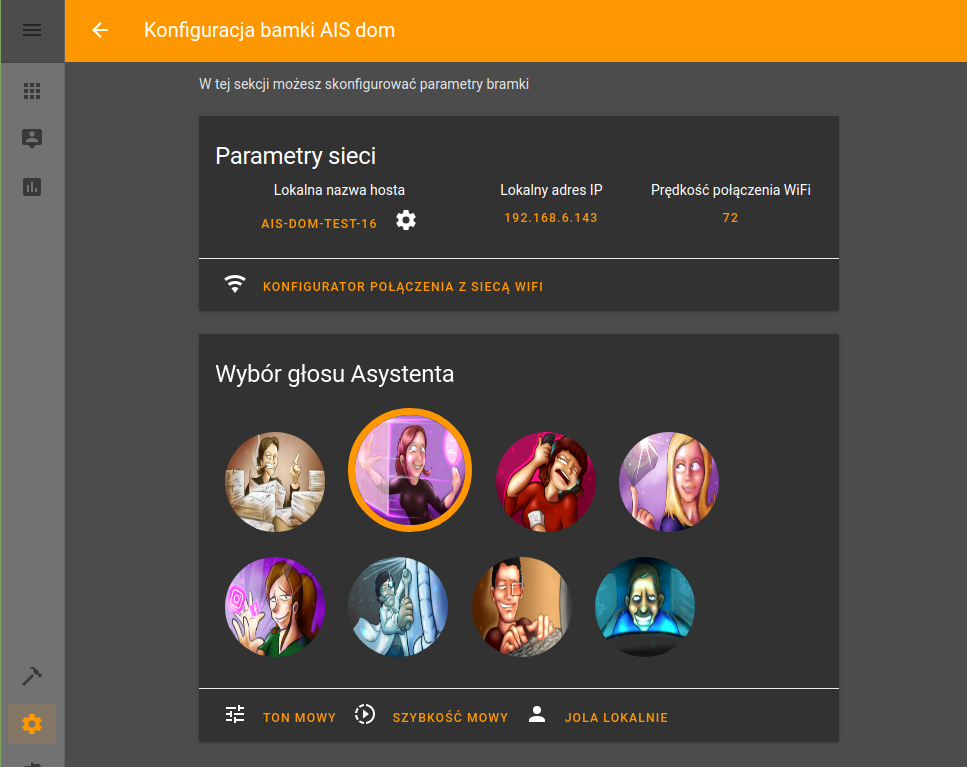 Konfiguracja bamki AIS dom
W tej sekcji możesz skonfigurować parametry bramki
Parametry sieci
Lokalna nazwa hosta Lokalny adres IP Prędkość połączenia WiFi
AIS-DOM-TEST-16 192.168.6.143 72
KONFIGURATOR POŁĄCZENIA Z SIECĄ WIFI
Wybór głosu Asystenta
TON MOWY SZYBKOŚĆ MOWY JOLA LOKALNIE